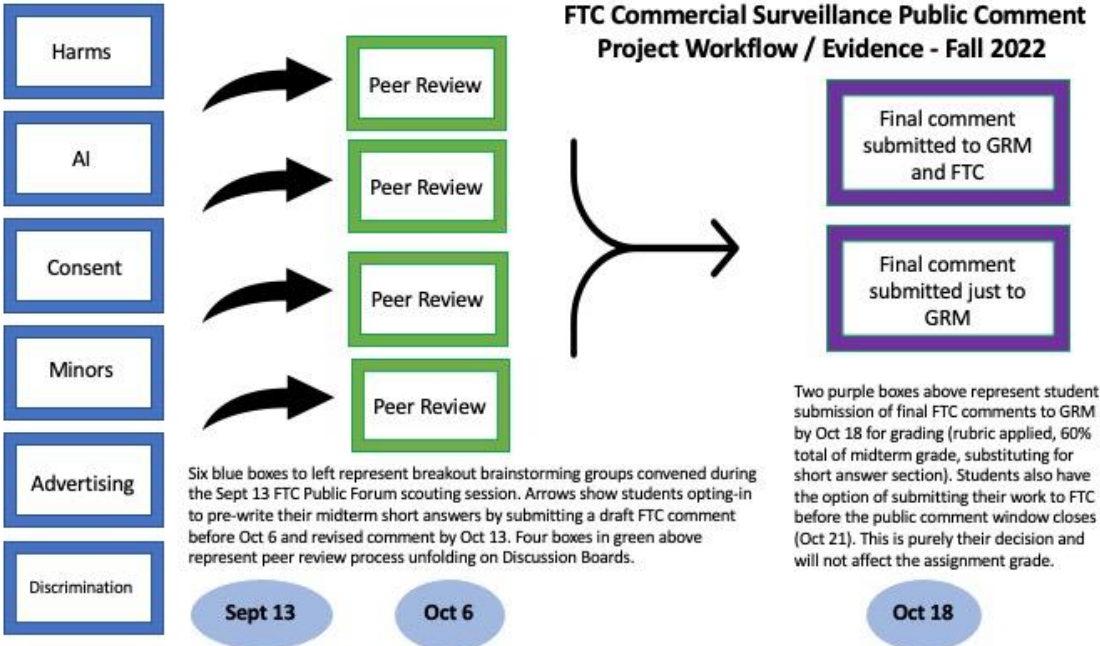 FTC Commercial Surveillance Public Comment
Project Workflow / Evidence - Fall 2022
Harms
AI
Consent
Minors
Advertising
Discrimination
Peer Review
Peer Review
Peer Review
Peer Review
Final comment
submitted to GRM
and FTC
Final comment
submitted just to
GRM
Six blue boxes to left represent breakout brainstorming groups convened during
the Sept 13 FTC Public Forum scouting session. Arrows show students opting-in
to pre-write their midterm short answers by submitting a draft FTC comment
before Oct 6 and revised comment by Oct 13. Four boxes in green above
represent peer review process unfolding on Discussion Boards.
Two purple boxes above represent student
submission of final FTC comments to GRM
by Oct 18 for grading (rubric applied, 60%
total of midterm grade, substituting for
short answer section). Students also have
the option of submitting their work to FTC
before the public comment window closes
(Oct 21). This is purely their decision and
will not affect the assignment grade.
Sept 13
Oct 6
Oct 18